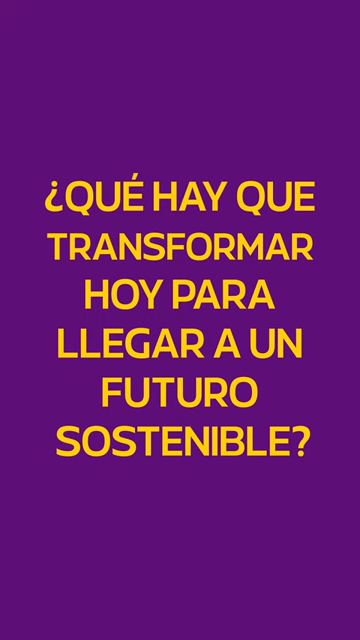 ¿QUÉ HAY QUE
TRANSFORMAR
HOY PARA
LLEGAR A UN
FUTURO
SOSTENIBLE?